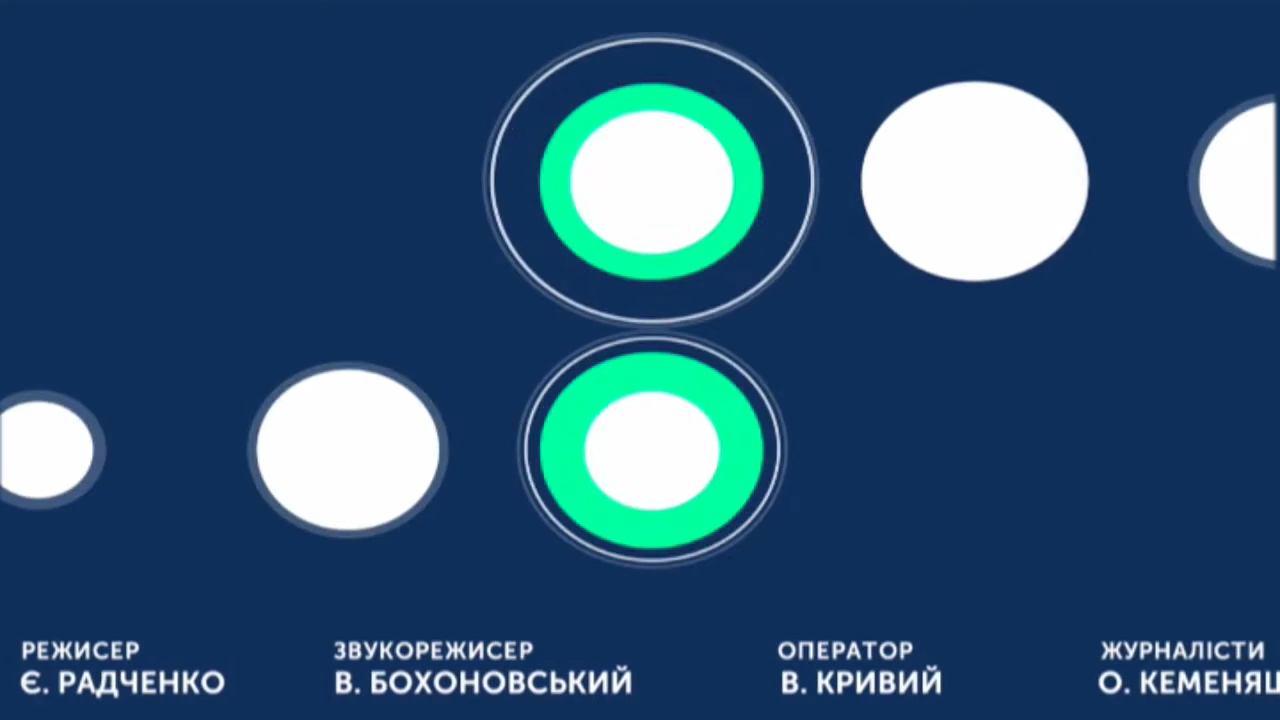 РЕЖИСЕР
Є. РАДЧЕНКО
ЗВУКОРЕЖИСЕР
В. БОХОНОВСЬКИЙ
ОПЕРАТОР
В. КРИВИЙ
ЖУРНАЛІСТИ
О.